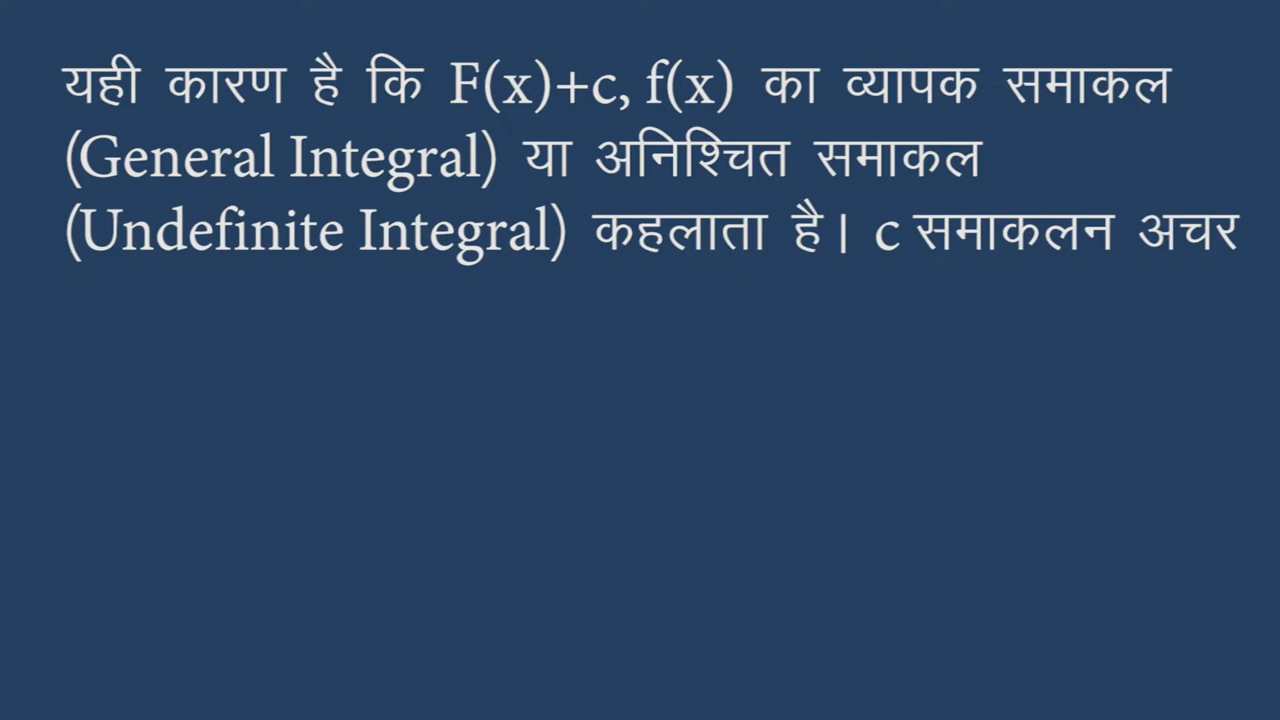 यही कारण है कि F(x)+c, f(x) का व्यापक समाकल
(General Integral) या अनिश्चित समाकल
(Undefinite Integral) कहलाता है। c समाकलन अचर